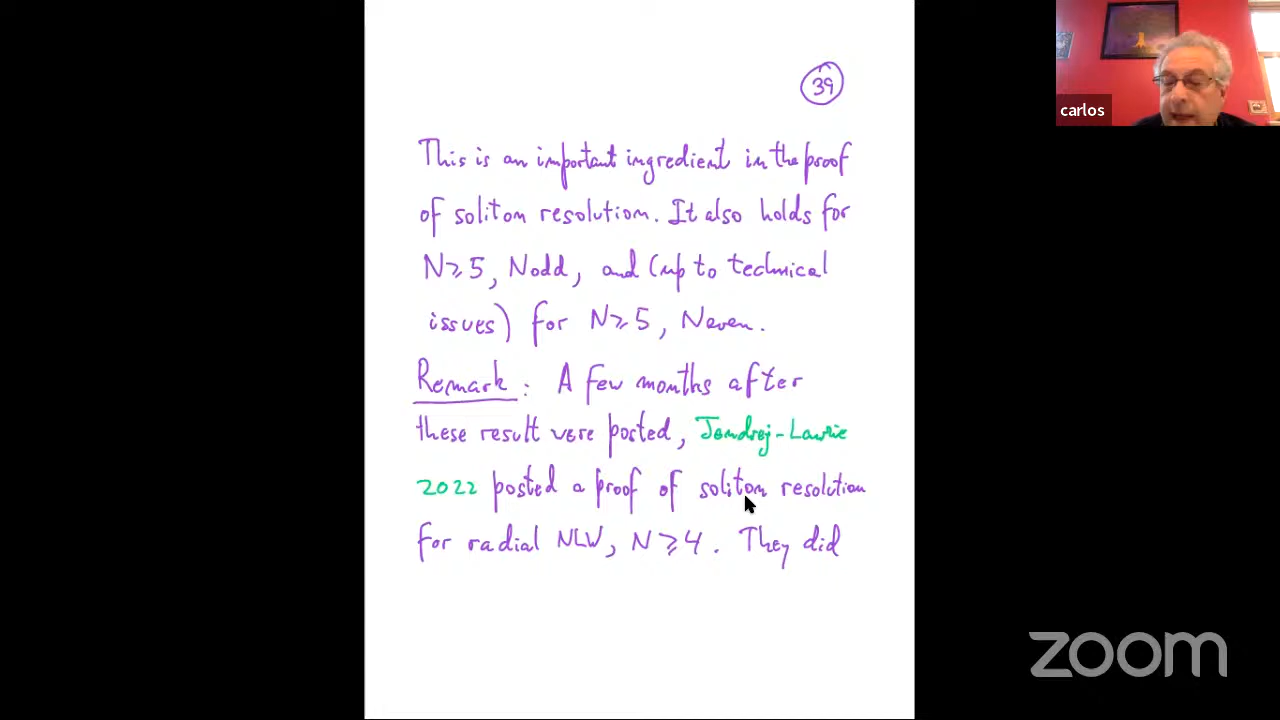 39
carlos
This is an important ingredient in the proof
of soliton resolution. It also holds for
N≥5, N odd, and (up to technical
issues) for N≥5, N even.
Remark: A few months after
these result were posted, Jendrej-Lawrie
2022 posted a proof of soliton resolution
for radial NLW, N≥4. They did
zoom